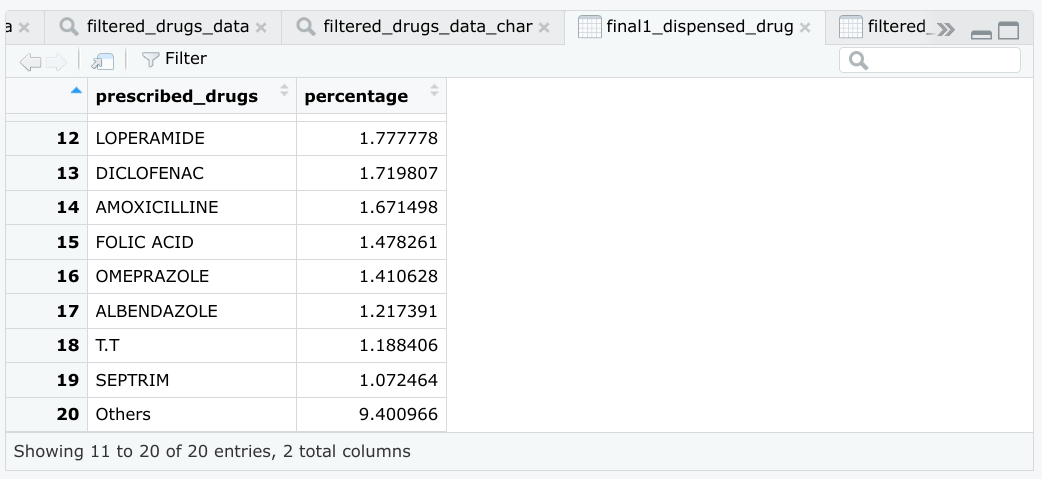 a × filtered_drugs_data × filtered_drugs_data_char × final1_dispensed_drug × filtered_ »
Filter
prescribed_drugs percentage
12 LOPERAMIDE 1.777778
13 DICLOFENAC 1.719807
14 AMOXICILLINE 1.671498
15 FOLIC ACID 1.478261
16 OMEPRAZOLE 1.410628
17 ALBENDAZOLE 1.217391
18 T.T 1.188406
19 SEPTRIM 1.072464
20 Others 9.400966
Showing 11 to 20 of 20 entries, 2 total columns